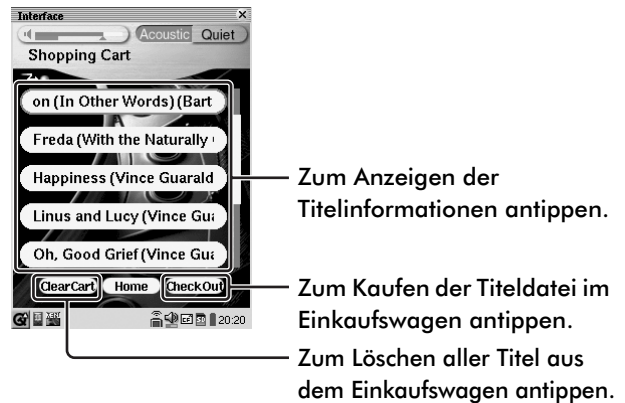 Interface
Acoustic Quiet
Shopping Cart
on (In Other Words) (Bart
Freda (With the Naturally
Happiness (Vince Guarald
Linus and Lucy (Vince Gua
Oh, Good Grief (Vince Gua
ClearCart Home CheckOut
20:20
Zum Anzeigen der
Titelinformationen antippen.
Zum Kaufen der Titeldatei im
Einkaufswagen antippen.
Zum Löschen aller Titel aus
dem Einkaufswagen antippen.